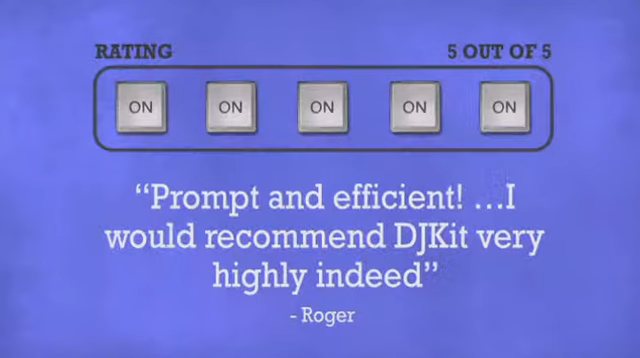 RATING 5 OUT OF 5
ON ON ON ON ON
“Prompt and efficient! ...I
would recommend DJKit very
highly indeed”
- Roger